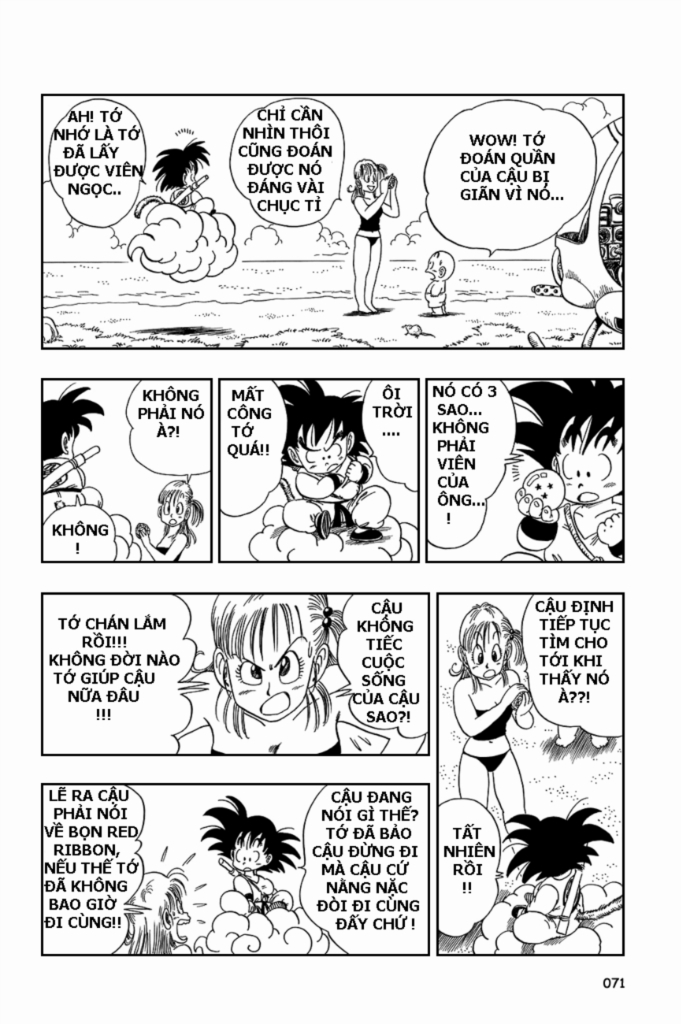 WOW! TỚ
ĐOÁN QUẦN
CỦA CẬU BỊ
GIÃN VÌ NÓ...
CHỈ CẦN
NHÌN THÔI
CŨNG ĐOÁN
ĐƯỢC NÓ
ĐÁNG VÀI
CHỤC TỈ
AH! TỚ
NHỚ LÀ TỚ
ĐÃ LẤY
ĐƯỢC VIÊN
NGỌC..
NÓ CÓ 3
SAO...
KHÔNG
PHẢI
VIÊN
CỦA
ÔNG...
!
ÔI
TRỜI
....
MẤT
CÔNG
TỚ
QUÁ!!
KHÔNG
PHẢI NÓ
À?!
KHÔNG
!
CẬU ĐỊNH
TIẾP TỤC
TÌM CHO
TỚI KHI
THẤY NÓ
À??!
TẤT
NHIÊN
RỒI
!!
CẬU
KHÔNG
TIẾC
CUỘC
SỐNG
CỦA CẬU
SAO?!
TỚ CHÁN LẮM
RỒI!!!
KHÔNG ĐỜI NÀO
TỚ GIÚP CẬU
NỮA ĐÂU
!!!
CẬU ĐANG
NÓI GÌ THẾ?
TỚ ĐÃ BẢO
CẬU ĐỪNG ĐI
MÀ CẬU CỨ
NẰNG NẶC
ĐÒI ĐI CÙNG
ĐẤY CHỨ !
LẼ RA CẬU
PHẢI NÓI
VỀ BỌN RED
RIBBON,
NẾU THẾ TỚ
ĐÃ KHÔNG
BAO GIỜ
ĐI CÙNG!!
071